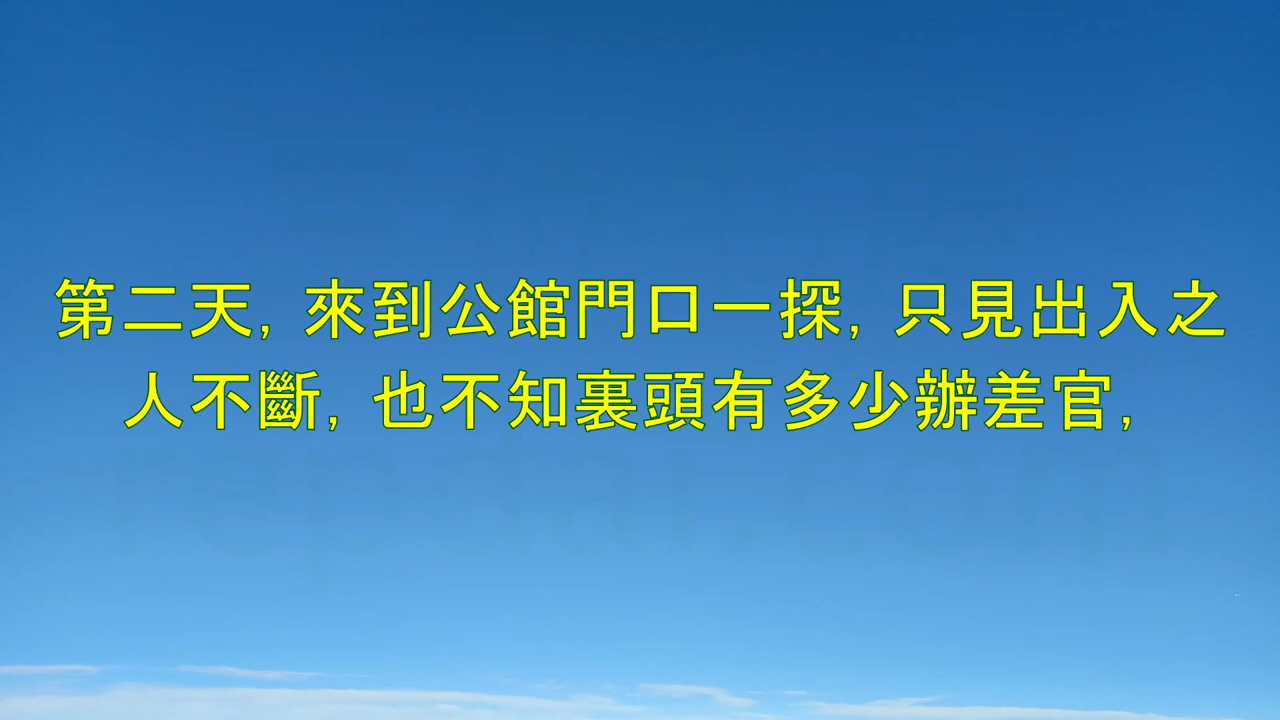 第二天, 來到公館門口一探, 只見出入之
人不斷, 也不知裏頭有多少辦差官,